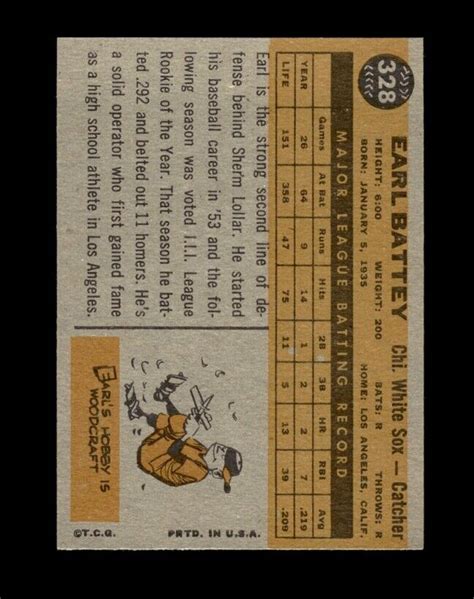 328
EARL BATTEY Chi. White Sox — Catcher
HEIGHT: 6:00 WEIGHT: 200 BATS: R THROWS: R
BORN: JANUARY 5, 1935 HOME: LOS ANGELES, CALIF.
MAJOR LEAGUE BATTING RECORD
Games At Bat Runs Hits 2B 3B HR RBI Avg
YEAR 26 64 9 14 1 2 2 7 .219
LIFE 151 358 47 75 11 5 13 39 .209
Earl is the strong second line of de-
fense behind Sherm Lollar. He started
his baseball career in '53 and the fol-
lowing season was voted I.I.I. League
Rookie of the Year. That season he bat-
ted .292 and belted out 11 homers. He's
a solid operator who first gained fame
as a high school athlete in Los Angeles.
EARL'S HOBBY IS
WOODCRAFT
©T.C.G. PRTD. IN U.S.A.